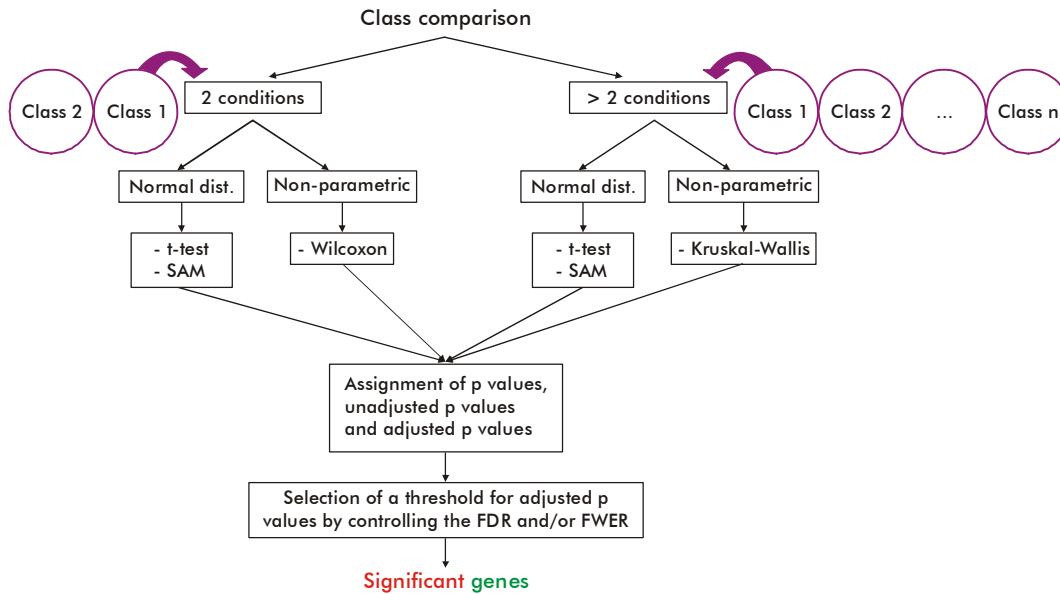 Class comparison
Class 2
Class 1
2 conditions
> 2 conditions
Class 1
Class 2
...
Class n
Normal dist.
Non-parametric
Normal dist.
Non-parametric
- t-test
- SAM
- Wilcoxon
- t-test
- SAM
- Kruskal-Wallis
Assignment of p values,
unadjusted p values
and adjusted p values
Selection of a threshold for adjusted p
values by controlling the FDR and/or FWER
Significant genes